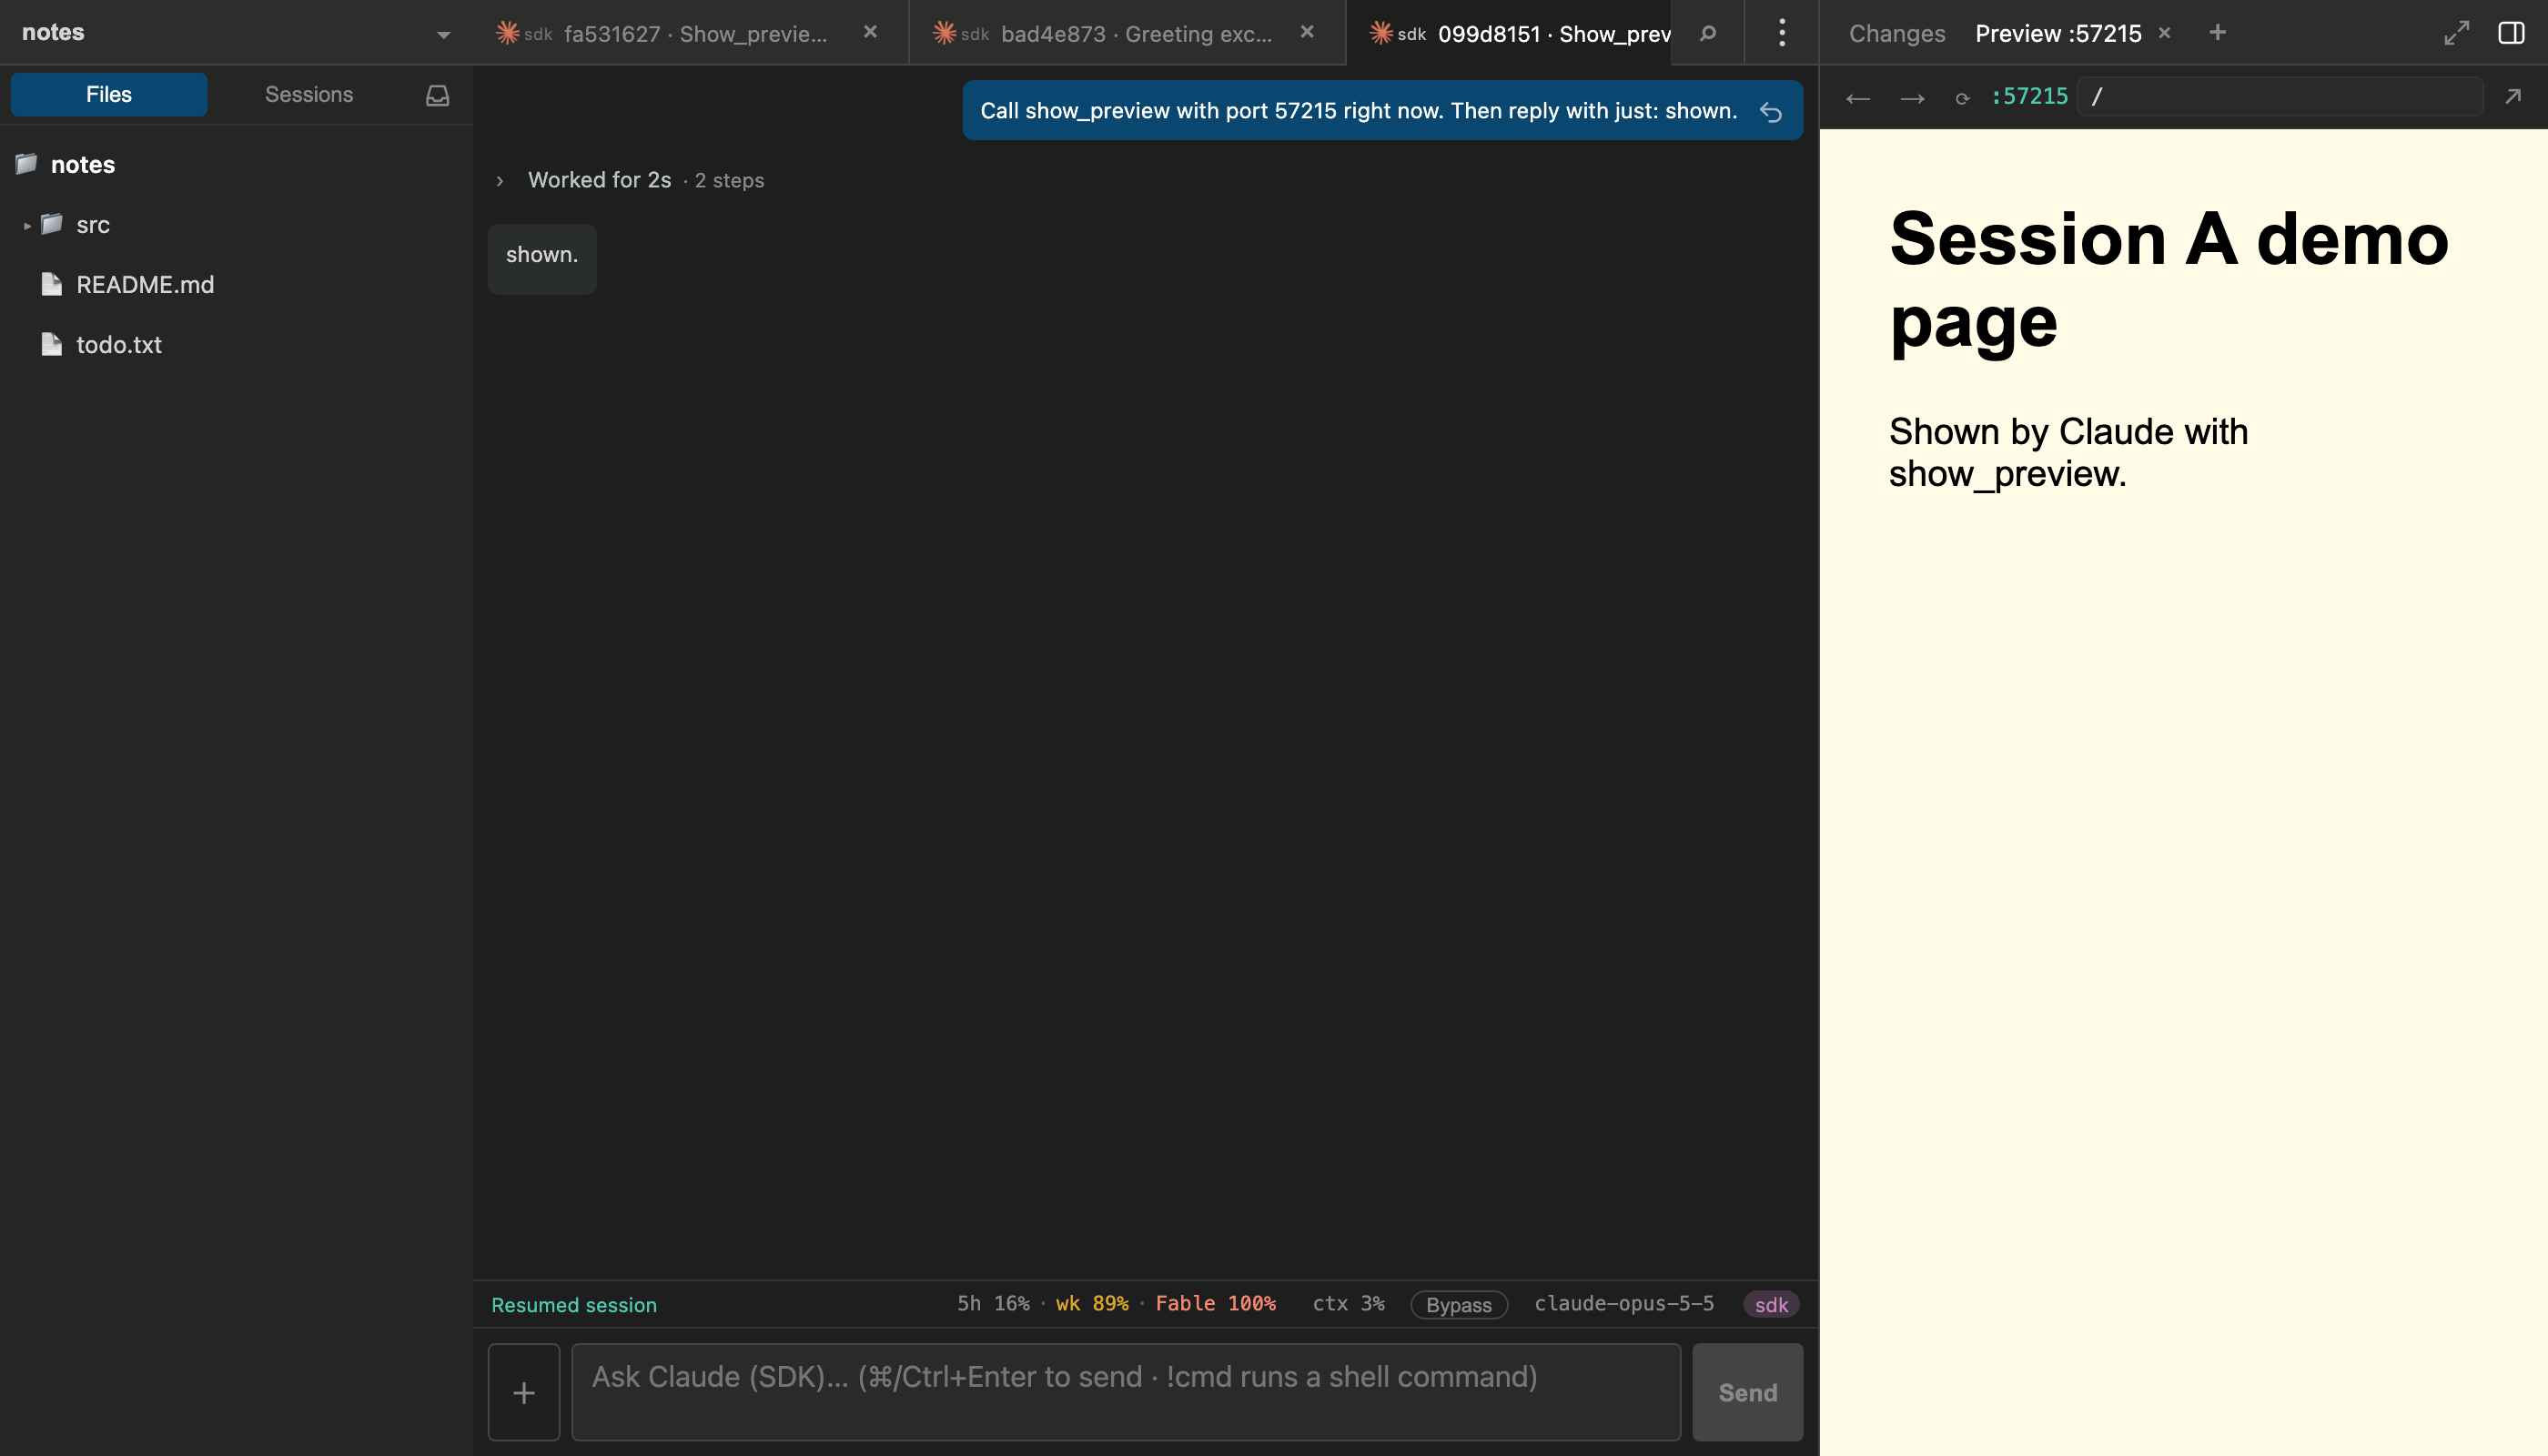 notes
sdk fa531627 · Show_previe...
sdk bad4e873 · Greeting exc...
sdk 099d8151 · Show_prev
Changes
Preview :57215
Files
Sessions
:57215
/
notes
src
README.md
todo.txt
Call show_preview with port 57215 right now. Then reply with just: shown.
Worked for 2s · 2 steps
shown.
Session A demo
page
Shown by Claude with
show_preview.
Resumed session
5h 16% · wk 89% · Fable 100%
ctx 3%
Bypass
claude-opus-5-5
sdk
Ask Claude (SDK)... (⌘/Ctrl+Enter to send · !cmd runs a shell command)
Send